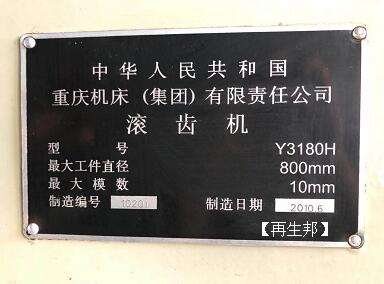 中华人民共和国
重庆机床(集团)有限责任公司
滚齿机
型号 Y3180H
最大工件直径 800mm
最大模数 10mm
制造编号 10201 制造日期 2010.6
【再生邦】